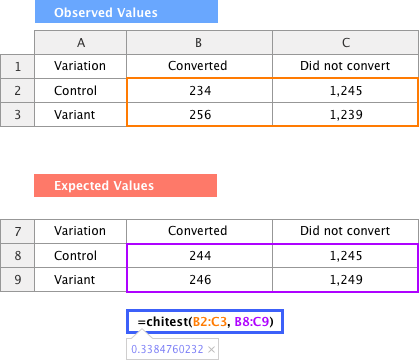 Observed Values
A B C
1 Variation Converted Did not convert
2 Control 234 1,245
3 Variant 256 1,239
Expected Values
7 Variation Converted Did not convert
8 Control 244 1,245
9 Variant 246 1,249
=chitest(B2:C3, B8:C9)
0.3384760232 ×